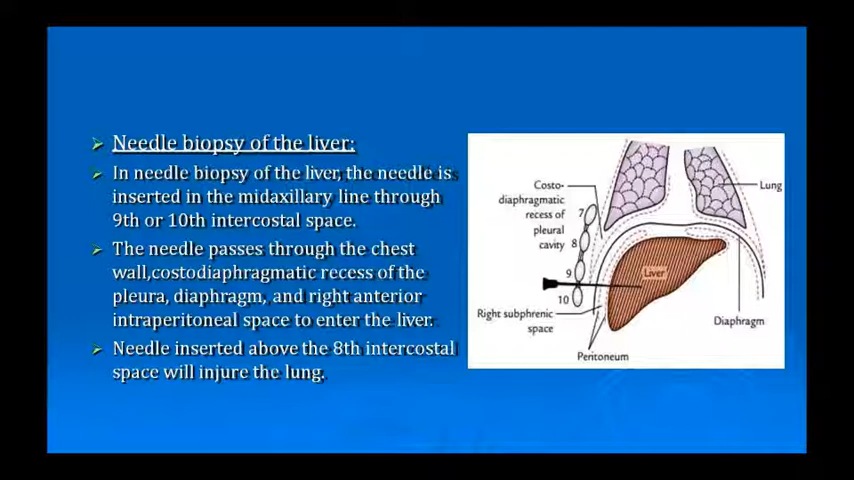 Needle biopsy of the liver:
In needle biopsy of the liver, the needle is
inserted in the midaxillary line through
9th or 10th intercostal space.
The needle passes through the chest
wall,costodiaphragmatic recess of the
pleura, diaphragm, and right anterior
intraperitoneal space to enter the liver.
Needle inserted above the 8th intercostal
space will injure the lung.
Costo-
diaphragmatic
recess of
pleural
cavity
7
8
9
10
Lung
Liver
Right subphrenic
space
Diaphragm
Peritoneum